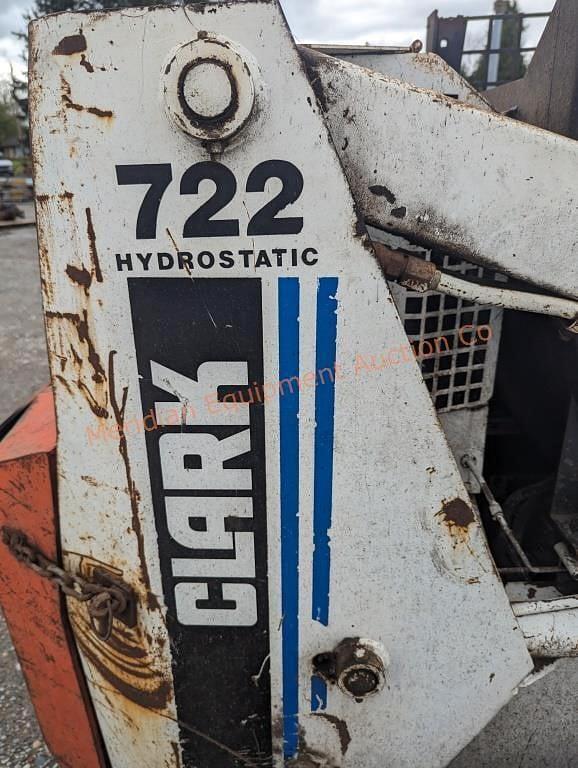 722
HYDROSTATIC
CLARK
Meridian Equipment Auction Co